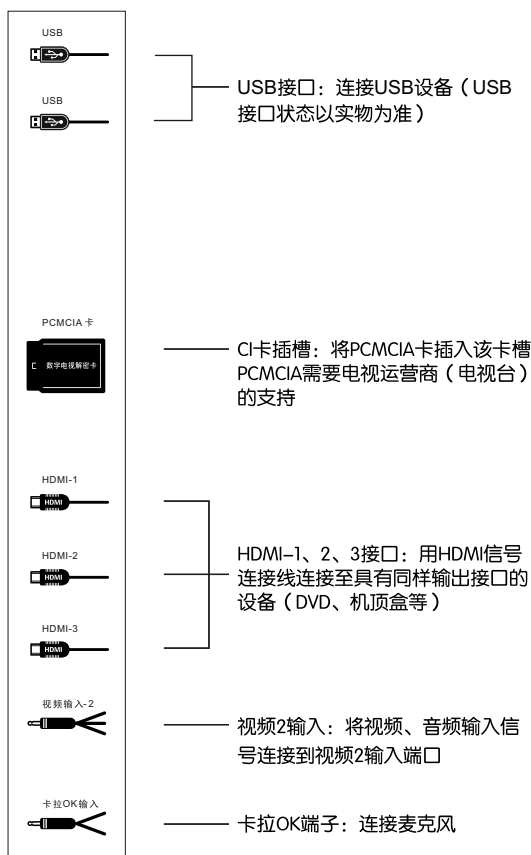 USB
USB
USB接口：连接USB设备（USB
接口状态以实物为准）
PCMCIA 卡
数字电视解密卡
CI卡插槽：将PCMCIA卡插入该卡槽
PCMCIA需要电视运营商（电视台）
的支持
HDMI-1
HDMI
HDMI-2
HDMI
HDMI-3
HDMI
HDMI-1、2、3接口：用HDMI信号
连接线连接至具有同样输出接口的
设备（DVD、机顶盒等）
视频输入-2
视频2输入：将视频、音频输入信
号连接到视频2输入端口
卡拉OK输入
卡拉OK端子：连接麦克风